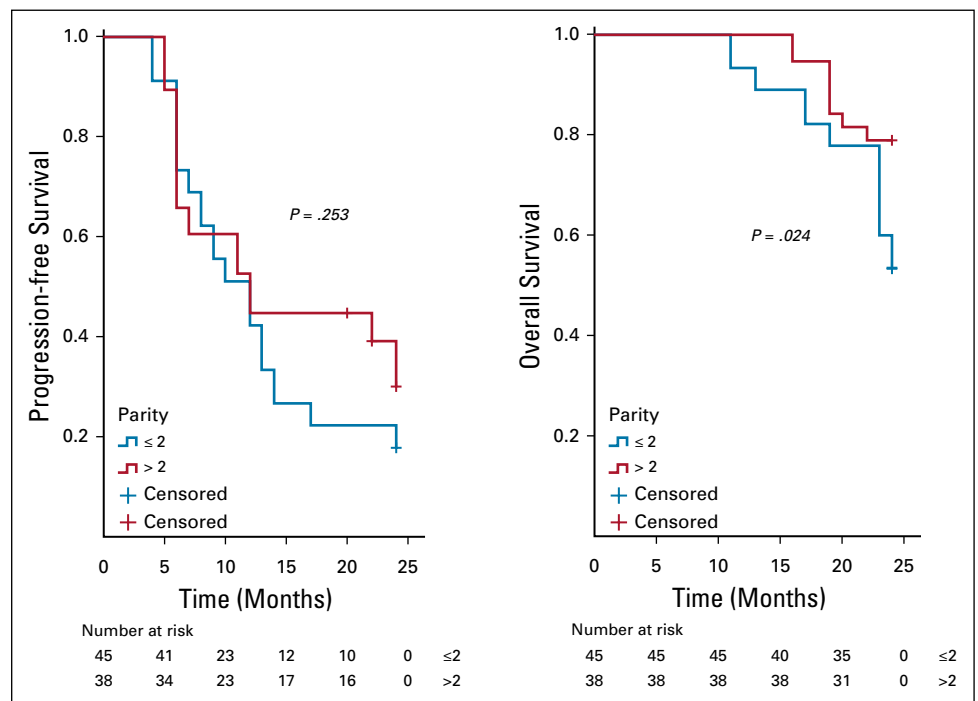 Progression-free Survival
1.0
0.8
0.6
0.4
0.2
P = .253
Parity
≤ 2
> 2
Censored
Censored
0 5 10 15 20 25
Time (Months)
Number at risk
45 41 23 12 10 0 ≤2
38 34 23 17 16 0 >2
Overall Survival
1.0
0.8
0.6
0.4
0.2
P = .024
Parity
≤ 2
> 2
Censored
Censored
0 5 10 15 20 25
Time (Months)
Number at risk
45 45 45 40 35 0 ≤2
38 38 38 38 31 0 >2